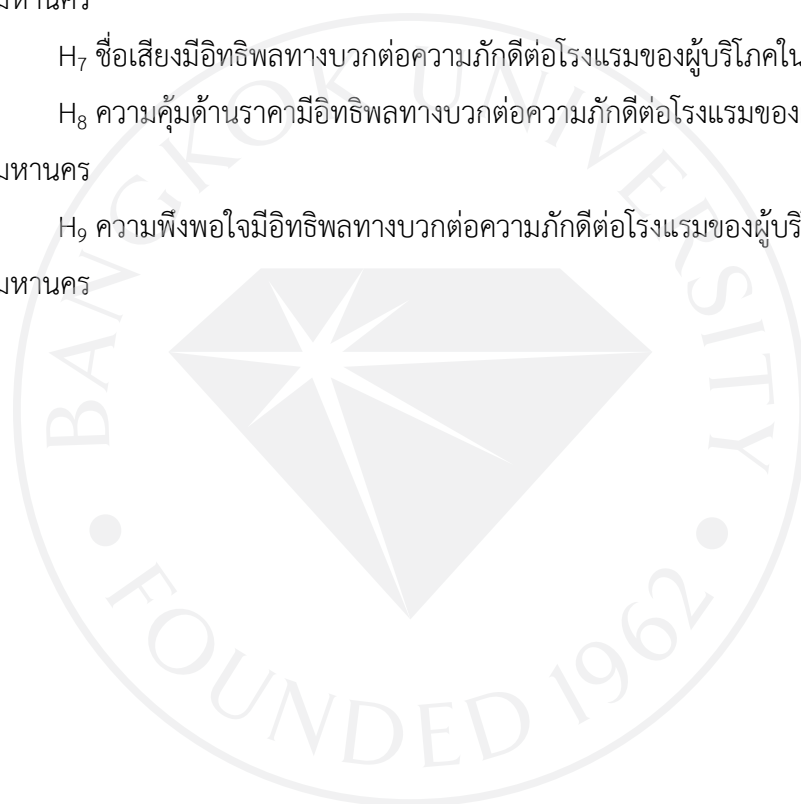 มหานคร
H₇ ชื่อเสียงมีอิทธิพลทางบวกต่อความภักดีต่อโรงแรมของผู้บริโภคใน
H₈ ความคุ้มด้านราคามีอิทธิพลทางบวกต่อความภักดีต่อโรงแรมของ
มหานคร
H₉ ความพึงพอใจมีอิทธิพลทางบวกต่อความภักดีต่อโรงแรมของผู้บริ
มหานคร
BANGKOK UNIVERSITY
FOUNDED 1962